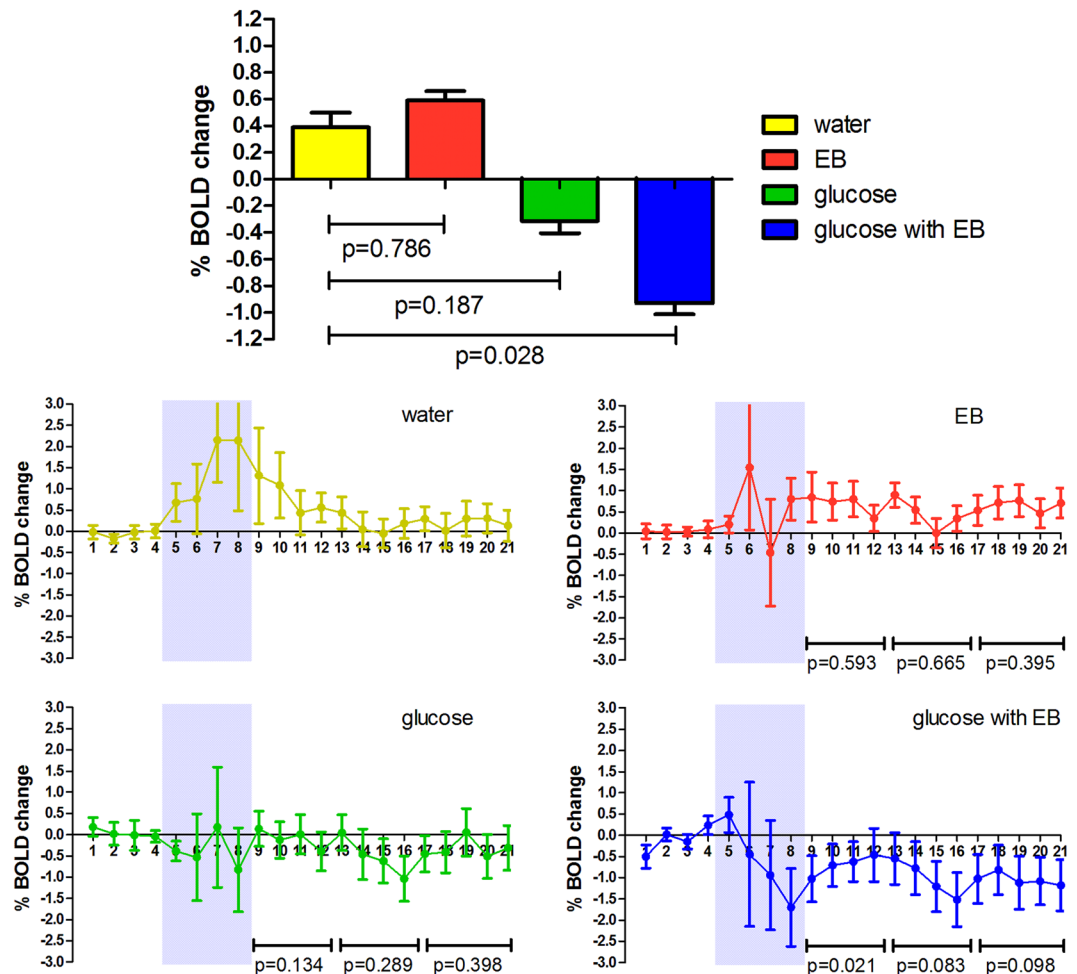 1.2
1.0
0.8
0.6
0.4
0.2
0.0
-0.2
-0.4
-0.6
-0.8
-1.0
-1.2
% BOLD change
p=0.786
p=0.187
p=0.028
water
EB
glucose
glucose with EB
water
3.0
2.5
2.0
1.5
1.0
0.5
0.0
-0.5
-1.0
-1.5
-2.0
-2.5
-3.0
% BOLD change
1 2 3 4 5 6 7 8 9 10 11 12 13 14 15 16 17 18 19 20 21
EB
3.0
2.5
2.0
1.5
1.0
0.5
0.0
-0.5
-1.0
-1.5
-2.0
-2.5
-3.0
% BOLD change
1 2 3 4 5 6 7 8 9 10 11 12 13 14 15 16 17 18 19 20 21
p=0.593 p=0.665 p=0.395
glucose
3.0
2.5
2.0
1.5
1.0
0.5
0.0
-0.5
-1.0
-1.5
-2.0
-2.5
-3.0
% BOLD change
1 2 3 4 5 6 7 8 9 10 11 12 13 14 15 16 17 18 19 20 21
p=0.134 p=0.289 p=0.398
glucose with EB
3.0
2.5
2.0
1.5
1.0
0.5
0.0
-0.5
-1.0
-1.5
-2.0
-2.5
-3.0
% BOLD change
1 2 3 4 5 6 7 8 9 10 11 12 13 14 15 16 17 18 19 20 21
p=0.021 p=0.083 p=0.098